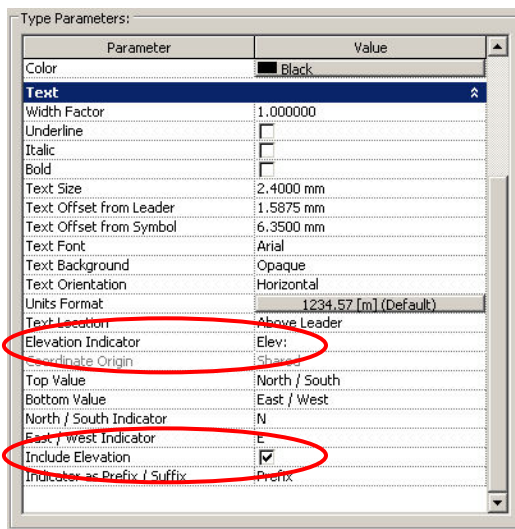 Type Parameters:
Parameter Value
Color Black
Text
Width Factor 1.000000
Underline
Italic
Bold
Text Size 2.4000 mm
Text Offset from Leader 1.5875 mm
Text Offset from Symbol 6.3500 mm
Text Font Arial
Text Background Opaque
Text Orientation Horizontal
Units Format 1234.57 [m] (Default)
Text Location Above Leader
Elevation Indicator Elev:
Coordinate Origin Shared
Top Value North / South
Bottom Value East / West
North / South Indicator N
East / West Indicator E
Include Elevation
Indicator as Prefix / Suffix Prefix